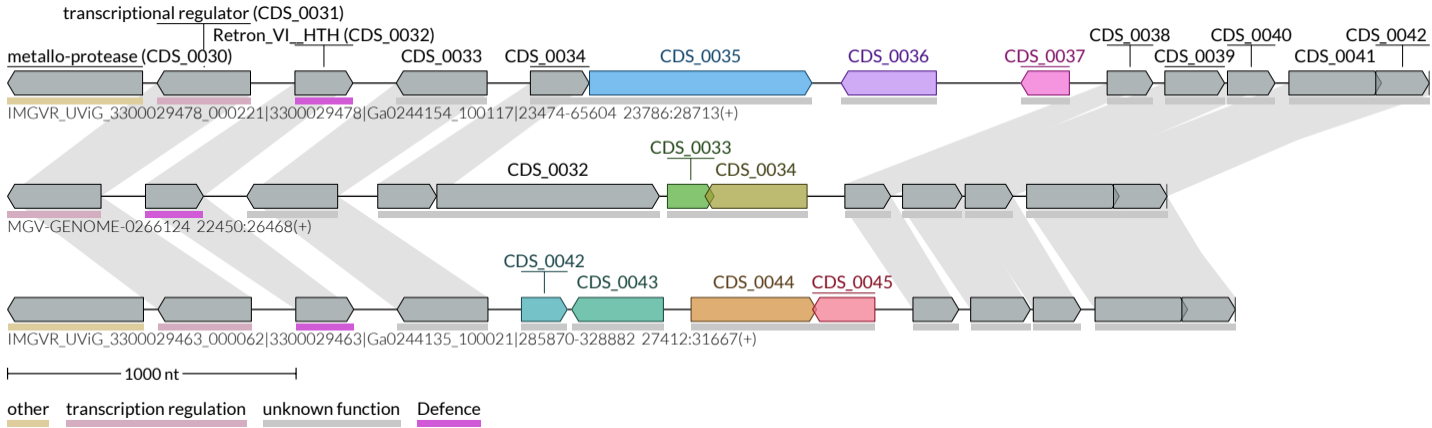 transcriptional regulator (CDS_0031)
Retron_VI__HTH (CDS_0032) CDS_0038 CDS_0040 CDS_0042
metallo-protease (CDS_0030) CDS_0033 CDS_0034 CDS_0035 CDS_0036 CDS_0037 CDS_0039 CDS_0041
IMGVR_UViG_3300029478_000221|3300029478|Ga0244154_100117|23474-65604 23786:28713(+)
CDS_0033
CDS_0032 CDS_0034
MGV-GENOME-0266124 22450:26468(+)
CDS_0042
CDS_0043 CDS_0044 CDS_0045
IMGVR_UViG_3300029463_000062|3300029463|Ga0244135_100021|285870-328882 27412:31667(+)
1000 nt
other transcription regulation unknown function Defence